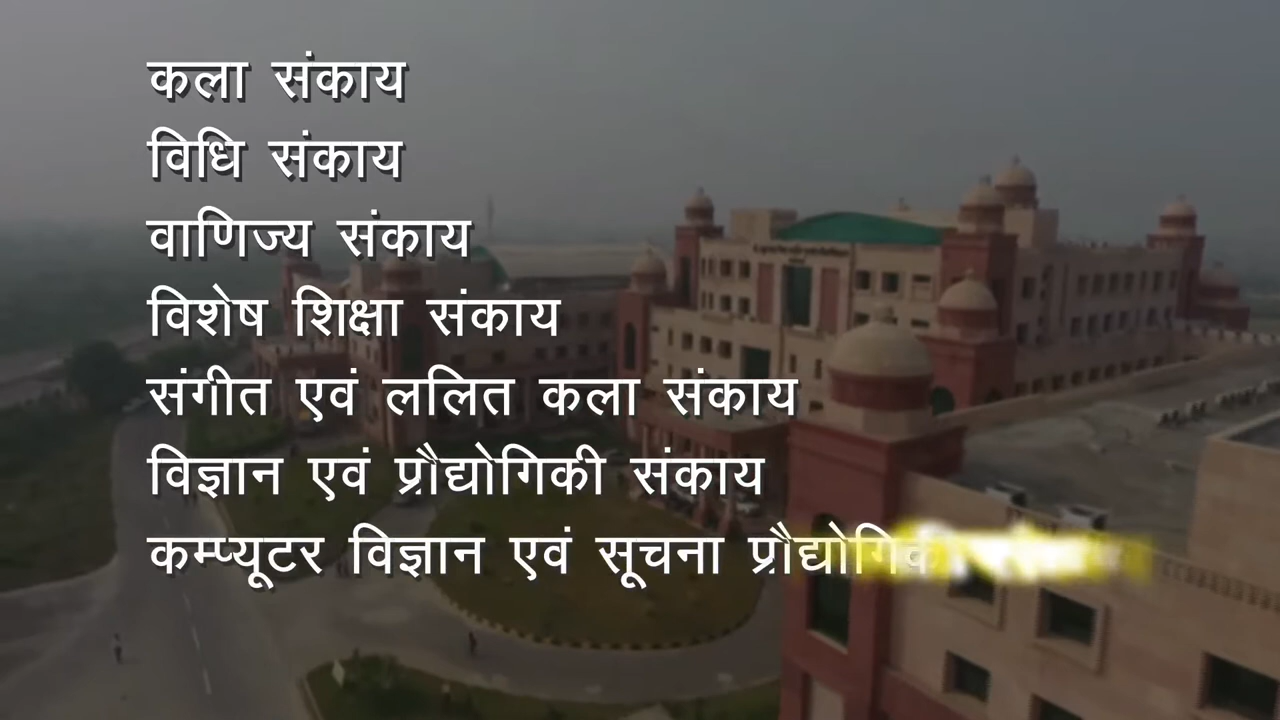 कला संकाय
विधि संकाय
वाणिज्य संकाय
विशेष शिक्षा संकाय
संगीत एवं ललित कला संकाय
विज्ञान एवं प्रौद्योगिकी संकाय
कम्प्यूटर विज्ञान एवं सूचना प्रौद्योगिकी